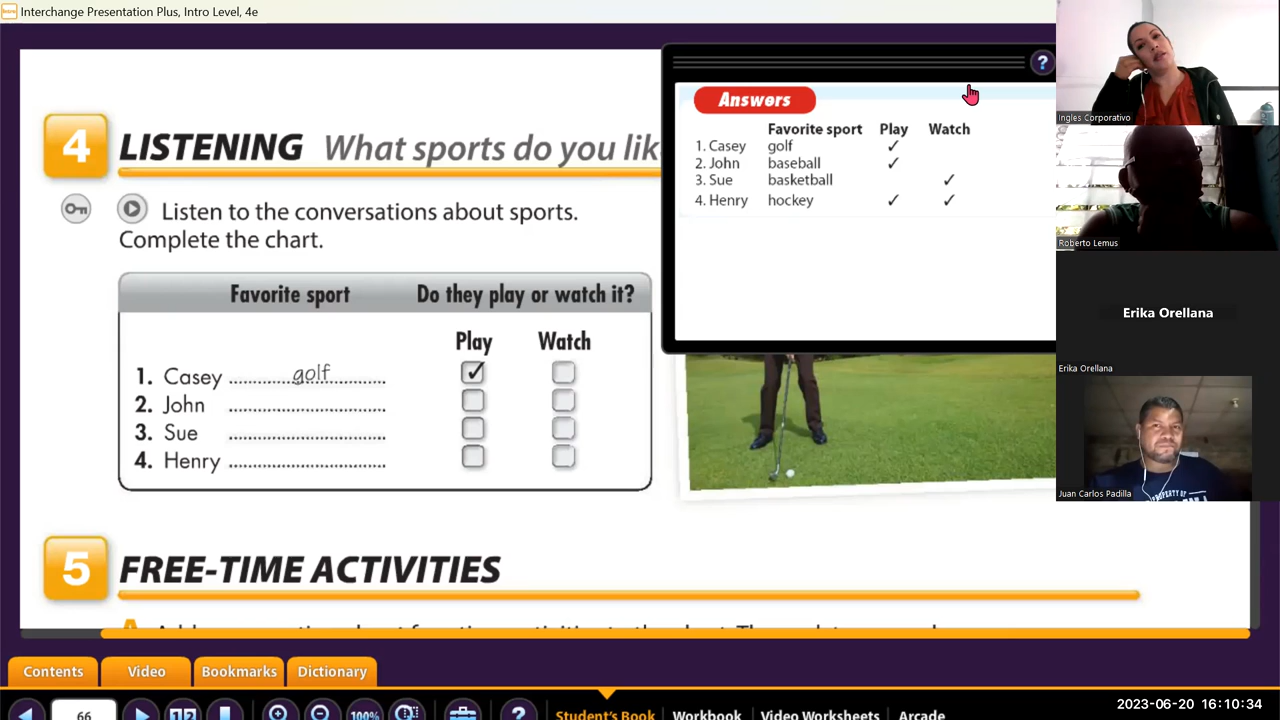 Intro
Interchange Presentation Plus, Intro Level, 4e
4 LISTENING What sports do you lik
Listen to the conversations about sports.
Complete the chart.
Favorite sport Do they play or watch it?
Play Watch
1. Casey golf ✓
2. John
3. Sue
4. Henry
?
Answers
Favorite sport Play Watch
1. Casey golf ✓
2. John baseball ✓
3. Sue basketball ✓
4. Henry hockey ✓ ✓
Ingles Corporativo
Roberto Lemus
Erika Orellana
Erika Orellana
PROPERTY OF
Juan Carlos Padilla
5 FREE-TIME ACTIVITIES
Contents Video Bookmarks Dictionary
66 100% ?
Student's Book Workbook Video Worksheets Arcade
2023-06-20 16:10:34